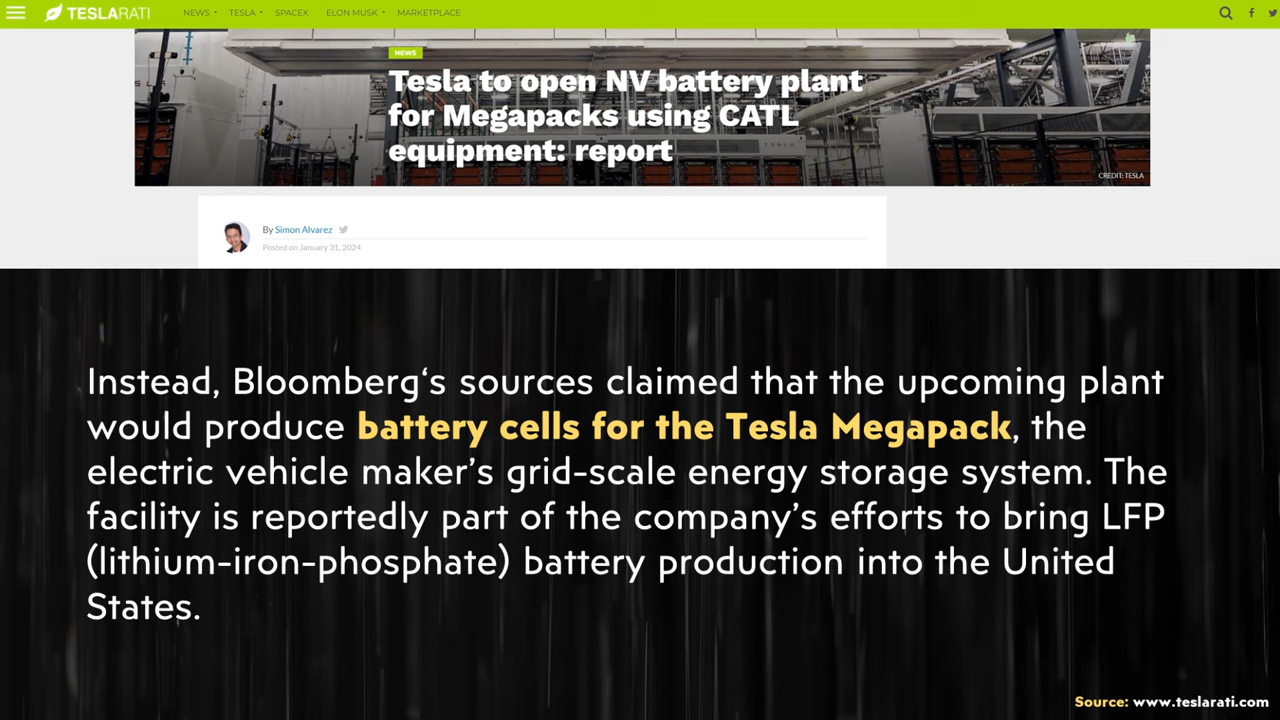 TESLARATI
NEWS TESLA SPACEX ELON MUSK MARKETPLACE
NEWS
Tesla to open NV battery plant
for Megapacks using CATL
equipment: report
CREDIT: TESLA
By Simon Alvarez
Posted on January 31, 2024
Instead, Bloomberg‘s sources claimed that the upcoming plant
would produce battery cells for the Tesla Megapack, the
electric vehicle maker’s grid-scale energy storage system. The
facility is reportedly part of the company’s efforts to bring LFP
(lithium-iron-phosphate) battery production into the United
States.
Source: www.teslarati.com